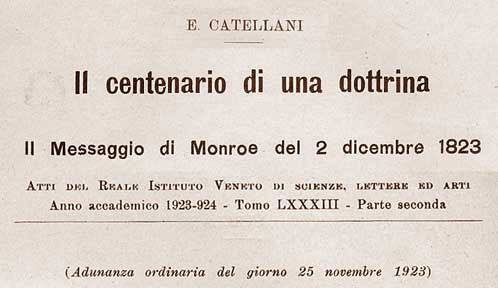 E. CATELLANI
Il centenario di una dottrina
Il Messaggio di Monroe del 2 dicembre 1823
ATTI DEL REALE ISTITUTO VENETO DI SCIENZE, LETTERE ED ARTI
Anno accademico 1923-924 - Tomo LXXXIII - Parte seconda
(Adunanza ordinaria del giorno 25 novembre 1923)